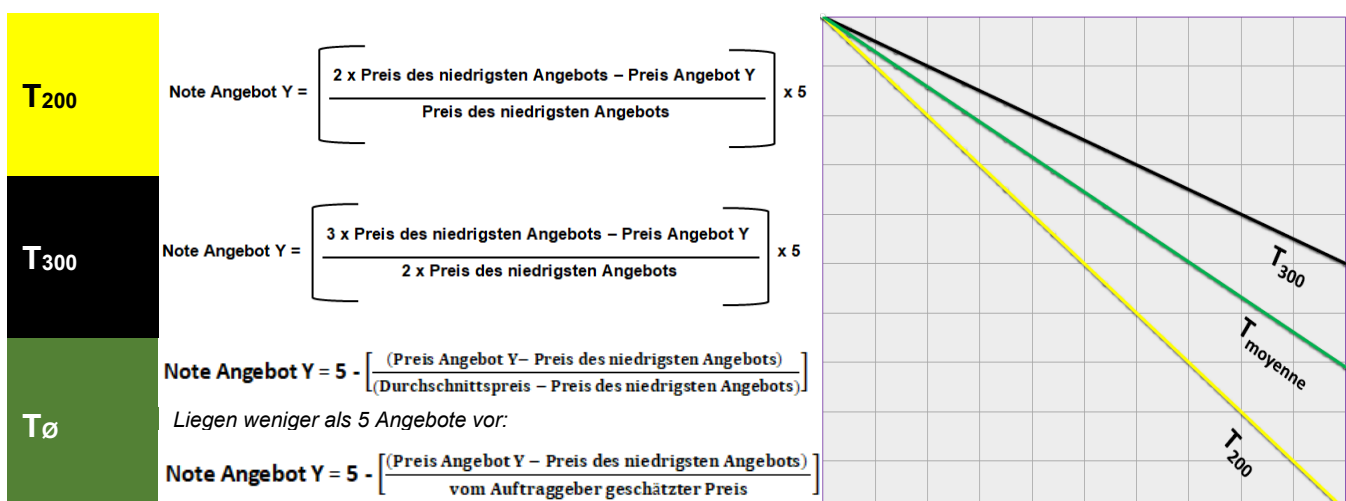 T200
Note Angebot Y =
2 x Preis des niedrigsten Angebots – Preis Angebot Y
Preis des niedrigsten Angebots
x 5
T300
Note Angebot Y =
3 x Preis des niedrigsten Angebots – Preis Angebot Y
2 x Preis des niedrigsten Angebots
x 5
TØ
Note Angebot Y = 5 - [(Preis Angebot Y– Preis des niedrigsten Angebots)
(Durchschnittspreis – Preis des niedrigsten Angebots)]
Liegen weniger als 5 Angebote vor:
Note Angebot Y = 5 - [(Preis Angebot Y – Preis des niedrigsten Angebots)
vom Auftraggeber geschätzter Preis]
T300
Tmoyenne
T200